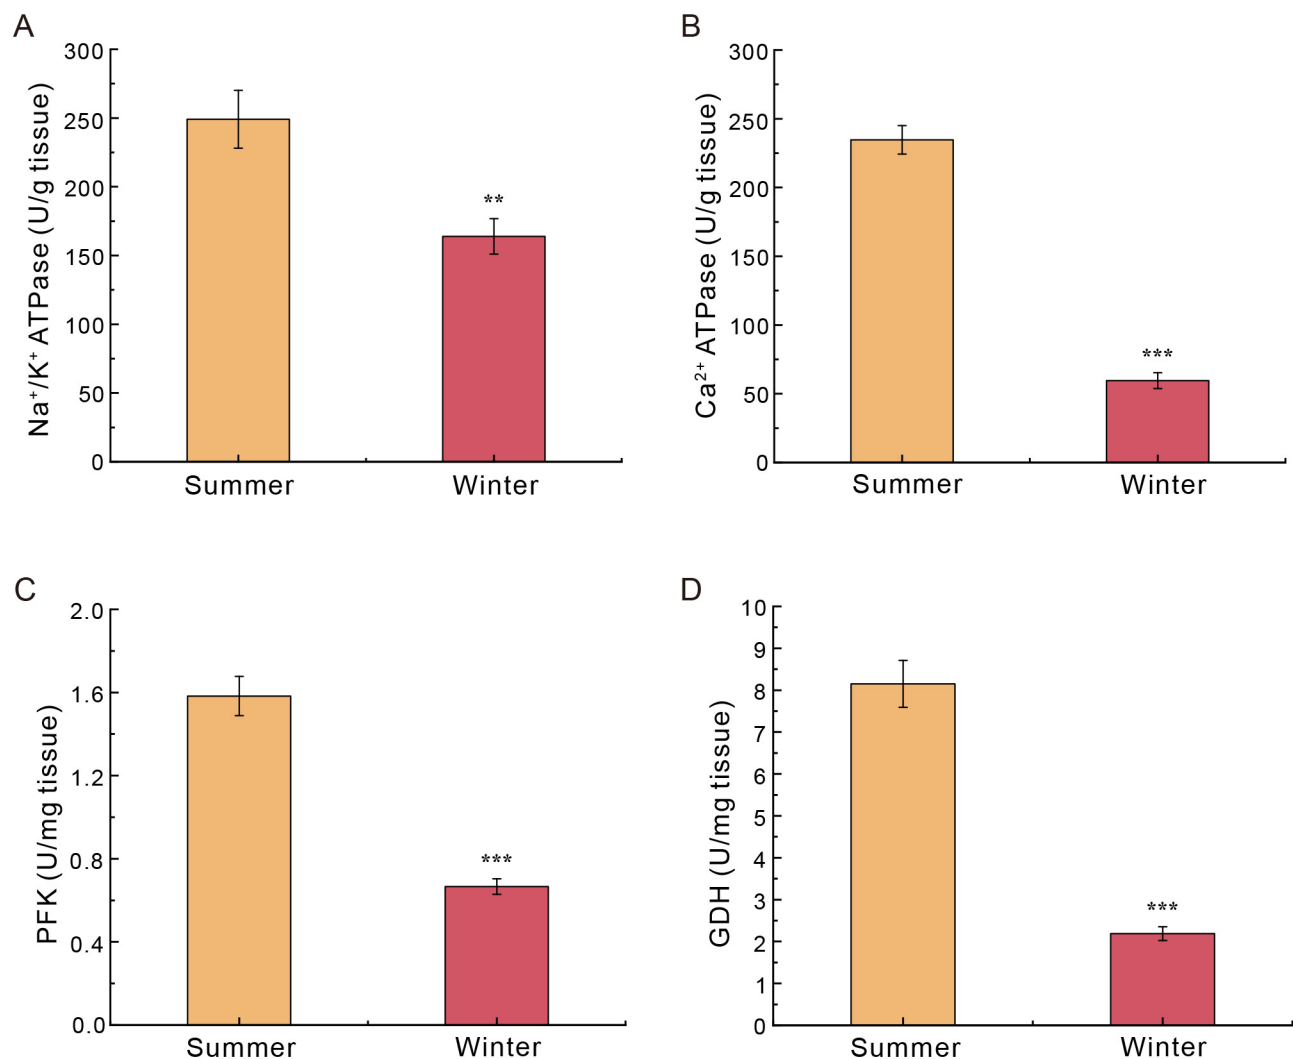 A
Na⁺/K⁺ ATPase (U/g tissue)
300
250
200
150
100
50
0
**
Summer
Winter
B
Ca²⁺ ATPase (U/g tissue)
300
250
200
150
100
50
0
***
Summer
Winter
C
PFK (U/mg tissue)
2.0
1.6
1.2
0.8
0.4
0.0
***
Summer
Winter
D
GDH (U/mg tissue)
10
9
8
7
6
5
4
3
2
1
0
***
Summer
Winter